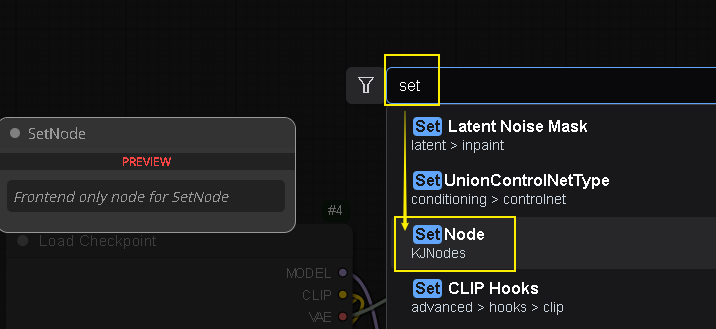 set
SetNode
PREVIEW
Frontend only node for SetNode
#4
Load Checkpoint
MODEL
CLIP
VAE
Set Latent Noise Mask
latent > inpaint
SetUnionControlNetType
conditioning > controlnet
SetNode
KJNodes
Set CLIP Hooks
advanced > hooks > clip